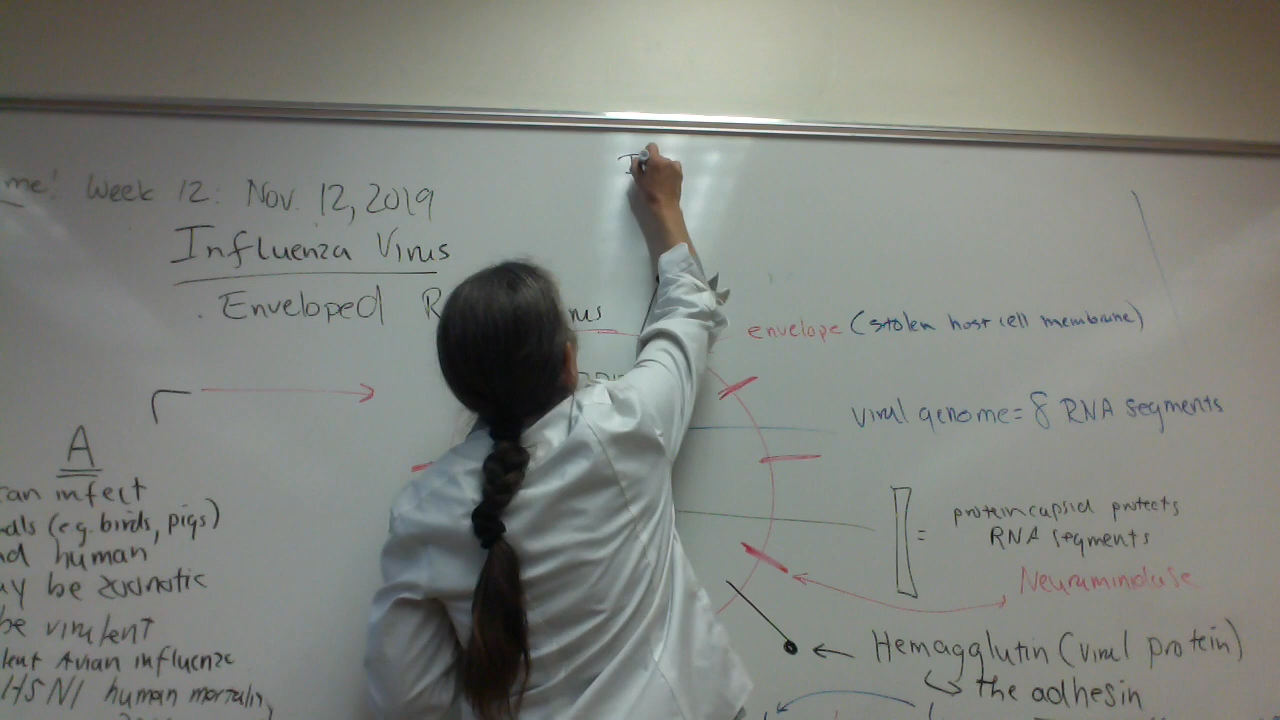 me! Week 12: Nov. 12, 2019
Influenza Virus
. Enveloped R
envelope (stolen host cell membrane)
viral genome = 8 RNA segments
A
can infect
als (e.g. birds, pigs)
d human
ay be zoonotic
be virulent
lent Avian influenza
H5N1 human mortality
= protein capsid protects
RNA segments
Neuraminidase
Hemagglutin (viral protein)
the adhesin